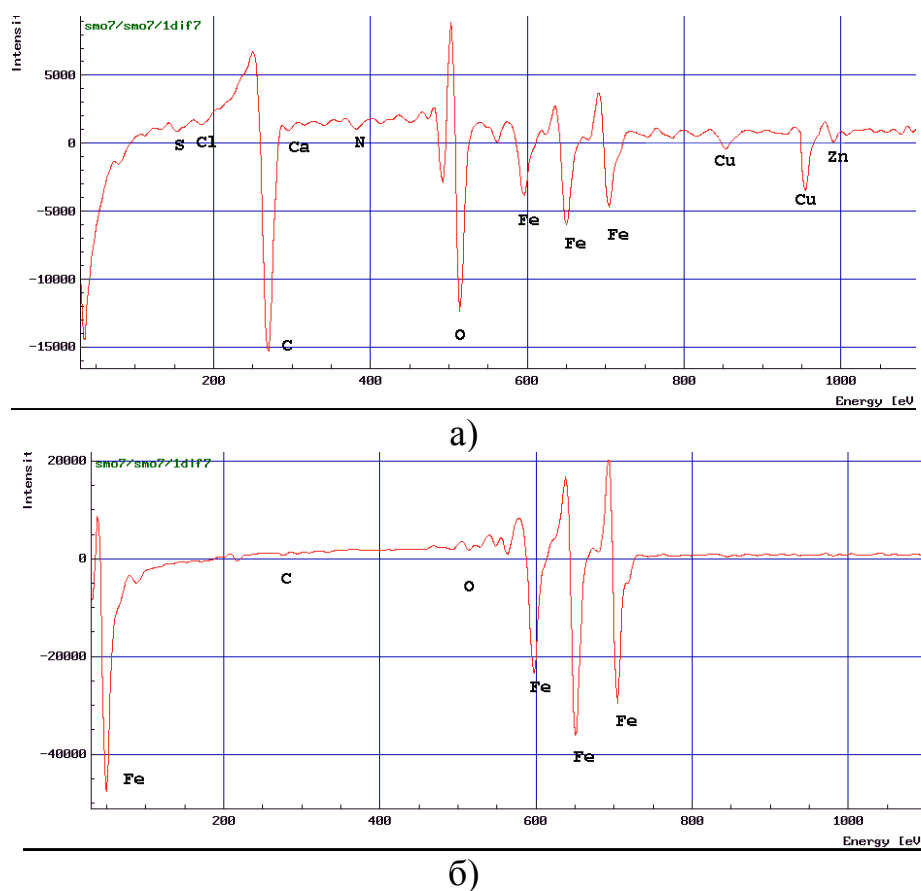 smo7/smo7/1dif7
Intensit
5000
0
-5000
-10000
-15000
S Cl Ca N Cu Zn
Cu
Fe Fe Fe
C O
200 400 600 800 1000
Energy [eV
а)
smo7/smo7/1dif7
Intensit
20000
0
-20000
-40000
C O
Fe Fe Fe
Fe
200 400 600 800 1000
Energy [eV
б)